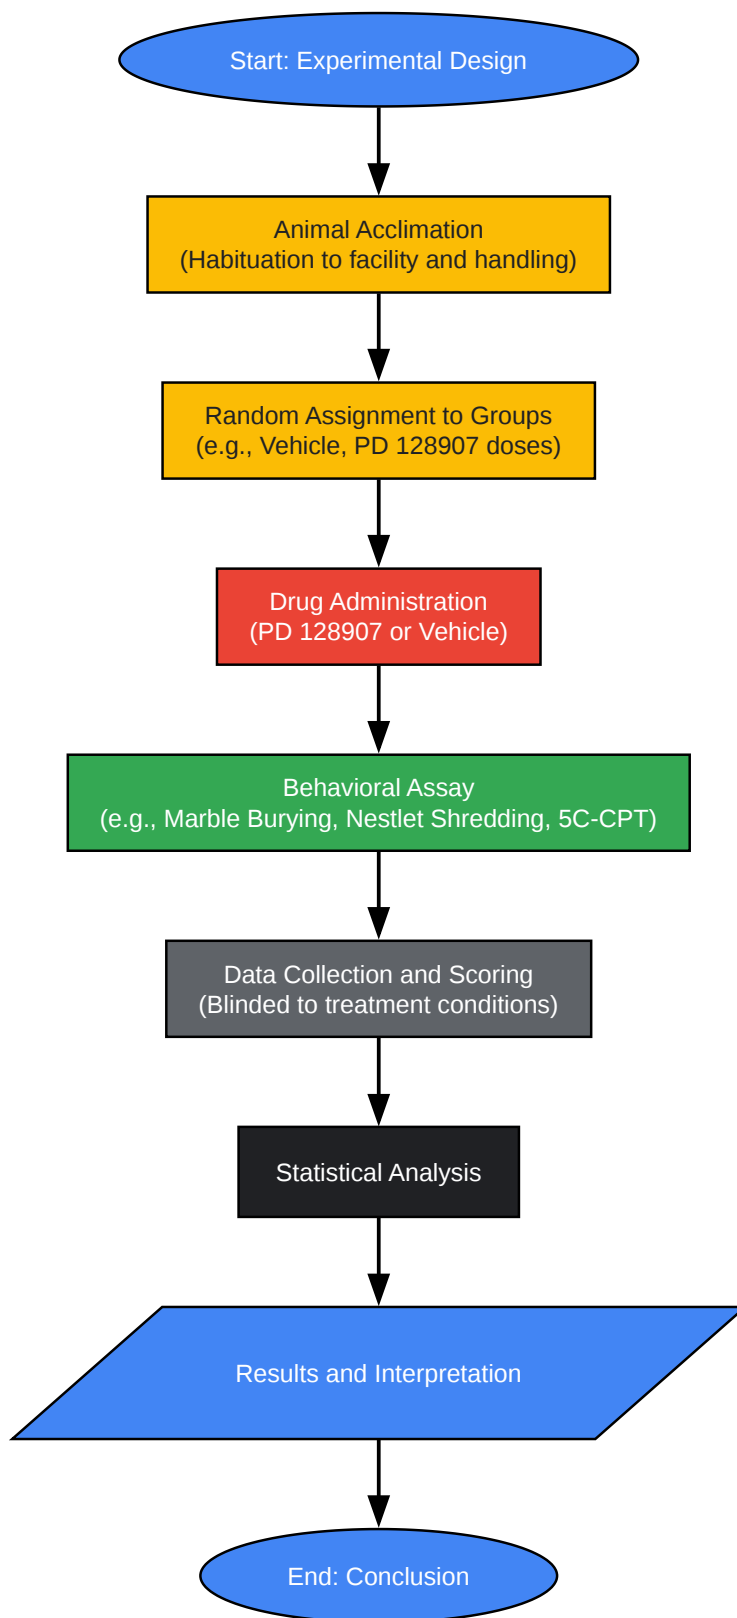 Start: Experimental Design
Animal Acclimation
(Habituation to facility and handling)
Random Assignment to Groups
(e.g., Vehicle, PD 128907 doses)
Drug Administration
(PD 128907 or Vehicle)
Behavioral Assay
(e.g., Marble Burying, Nestlet Shredding, 5C-CPT)
Data Collection and Scoring
(Blinded to treatment conditions)
Statistical Analysis
Results and Interpretation
End: Conclusion